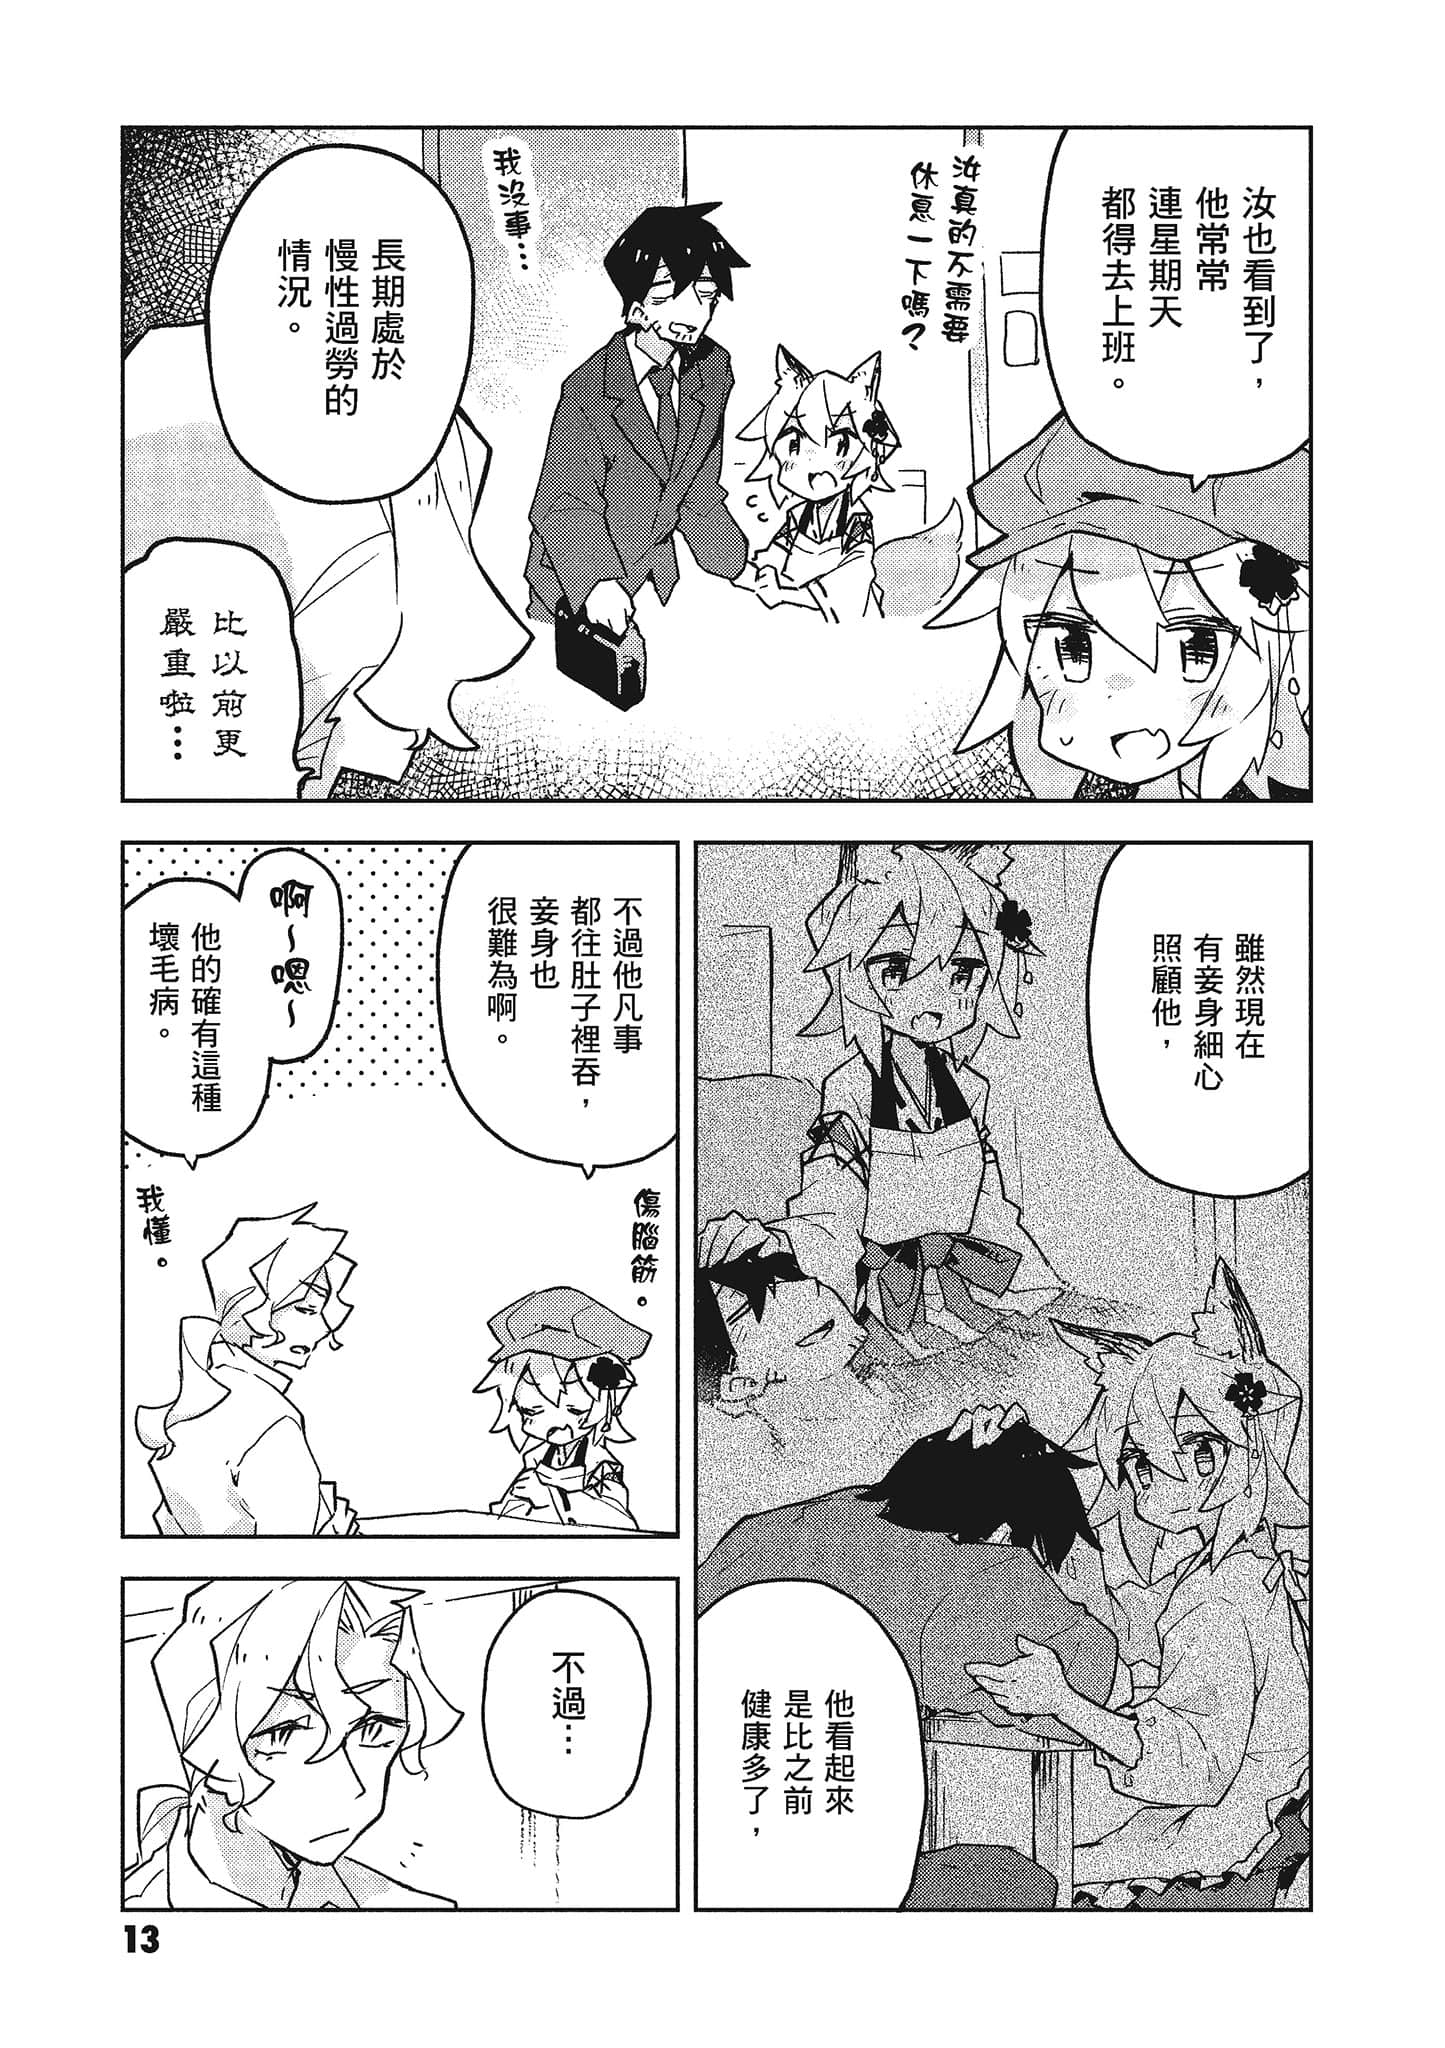 汝也看到了，
他常常
連星期天
都得去上班。
汝真的不需要
休息一下嗎？
我沒事…
長期處於
慢性過勞的
情況。
比以前更
嚴重啦…
雖然現在
有妾身細心
照顧他，
他看起來
是比之前
健康多了，
不過他凡事
都往肚子裡吞，
妾身也
很難為啊。
傷腦筋。
啊～嗯～
他的確有這種
壞毛病。
我懂。
不過…
13